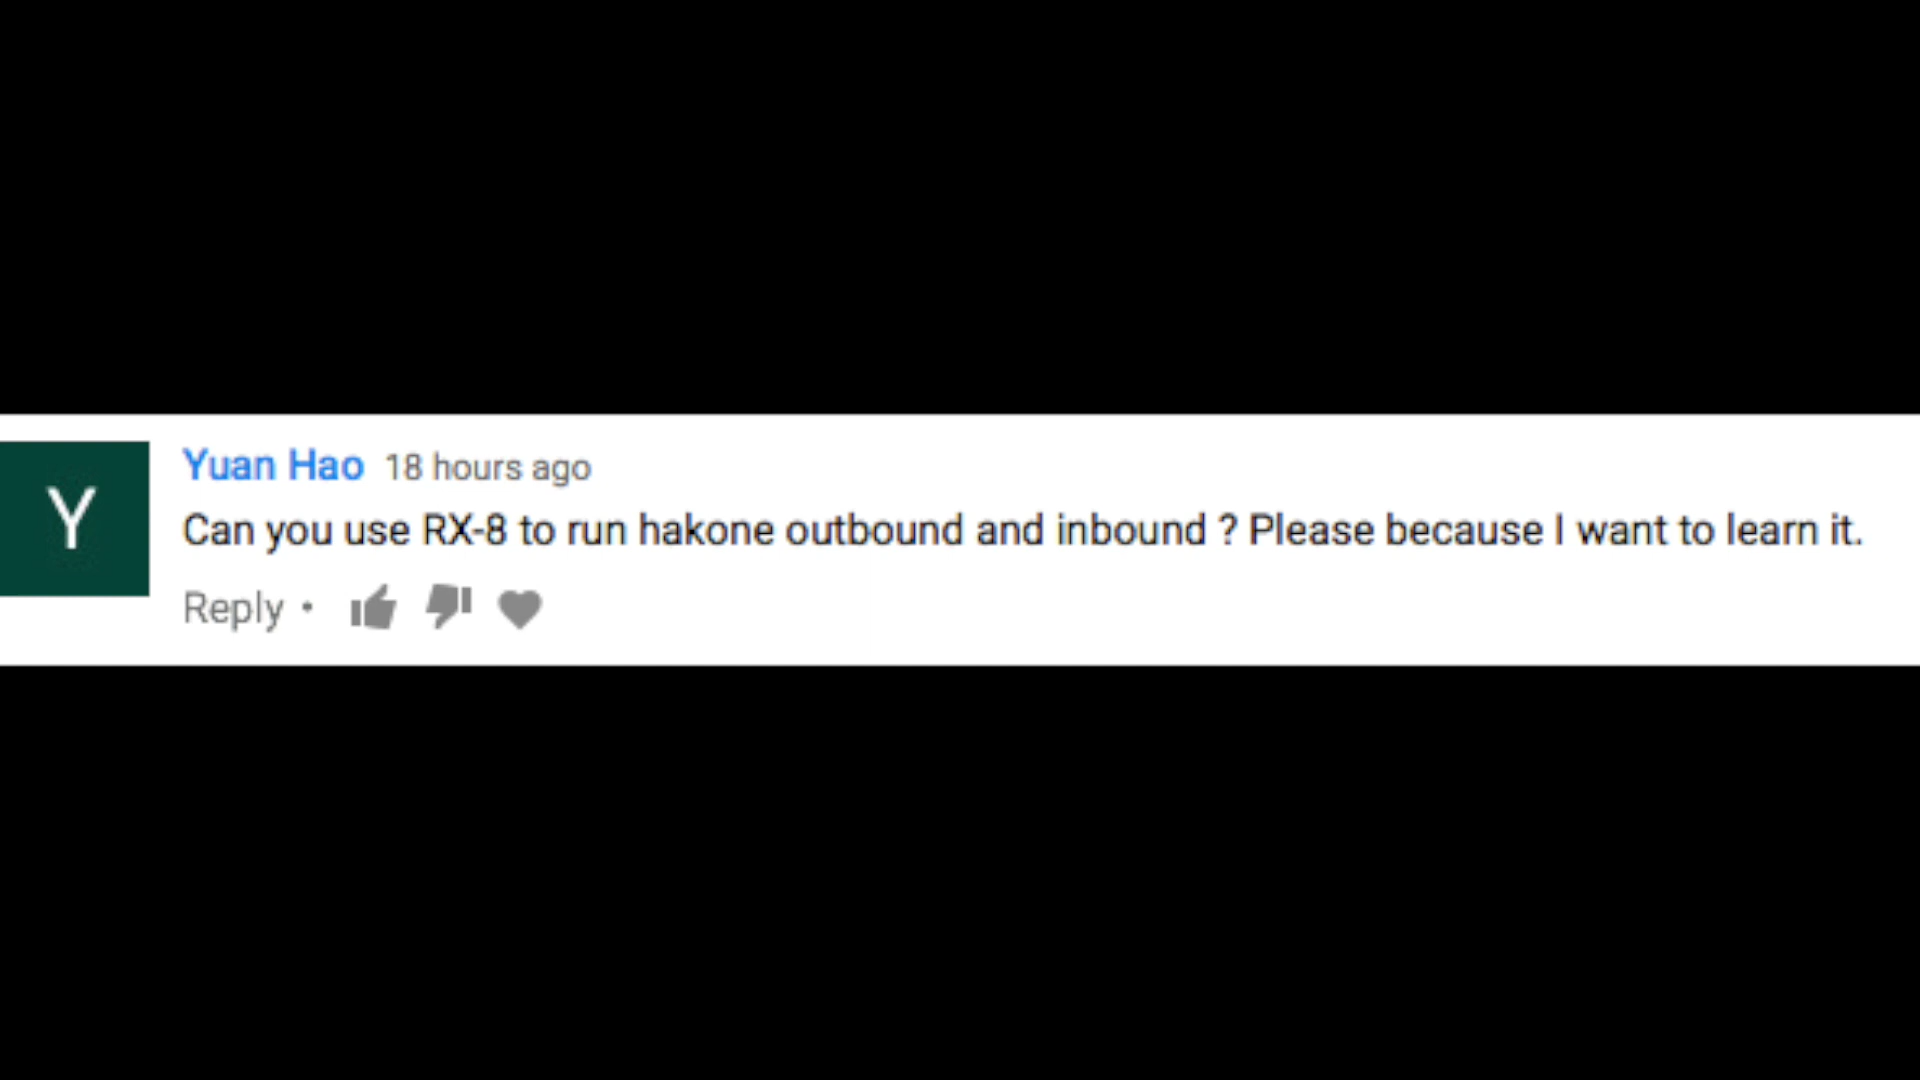 Y
Yuan Hao 18 hours ago
Can you use RX-8 to run hakone outbound and inbound ? Please because I want to learn it.
Reply •